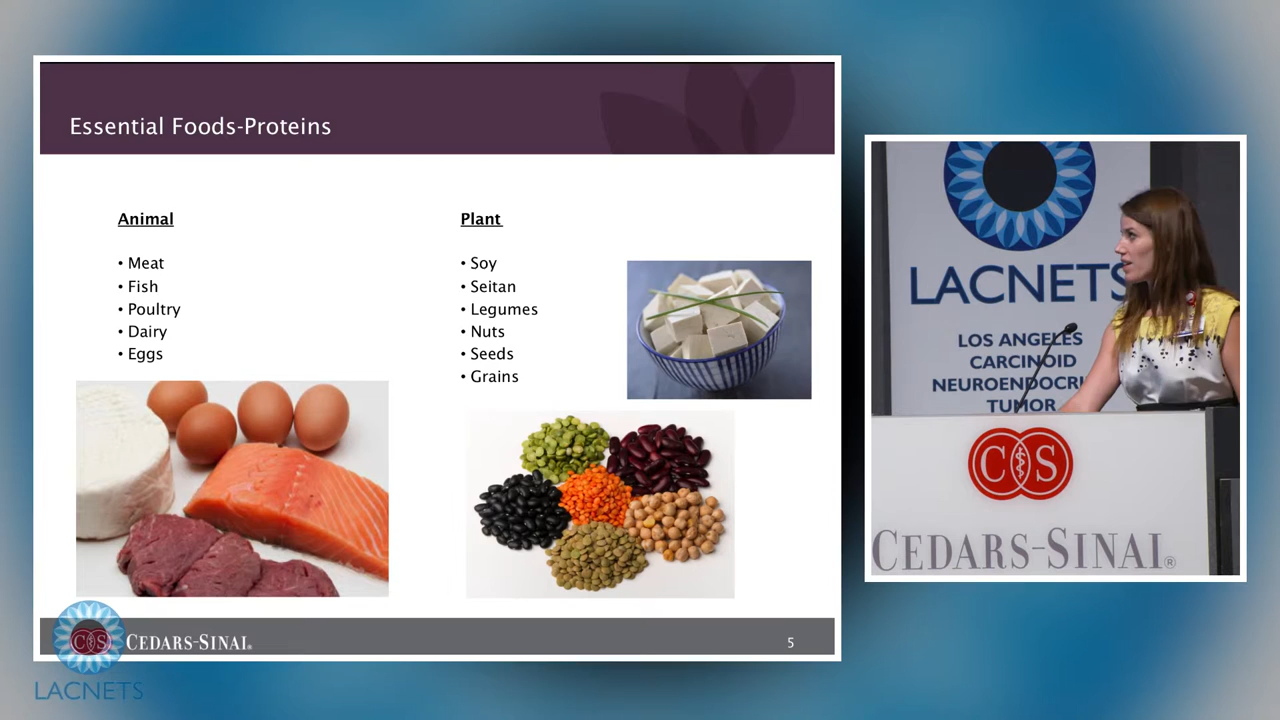 Essential Foods-Proteins
Animal
• Meat
• Fish
• Poultry
• Dairy
• Eggs
Plant
• Soy
• Seitan
• Legumes
• Nuts
• Seeds
• Grains
CS
CEDARS-SINAI®
5
LACNETS
LACNETS
LOS ANGELES
CARCINOID
NEUROENDOCRI
TUMOR
CS
CEDARS-SINAI®